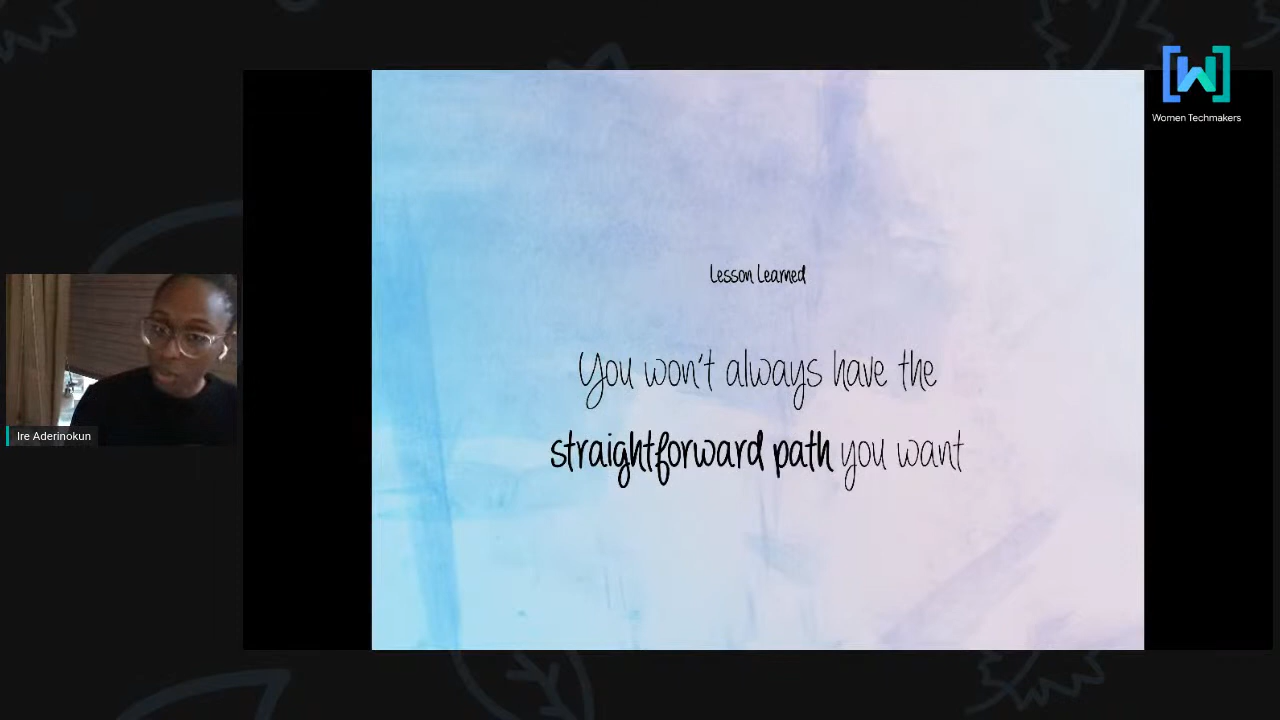 Women Techmakers
Lesson Learned
You won't always have the
straightforward path you want
Ire Aderinokun